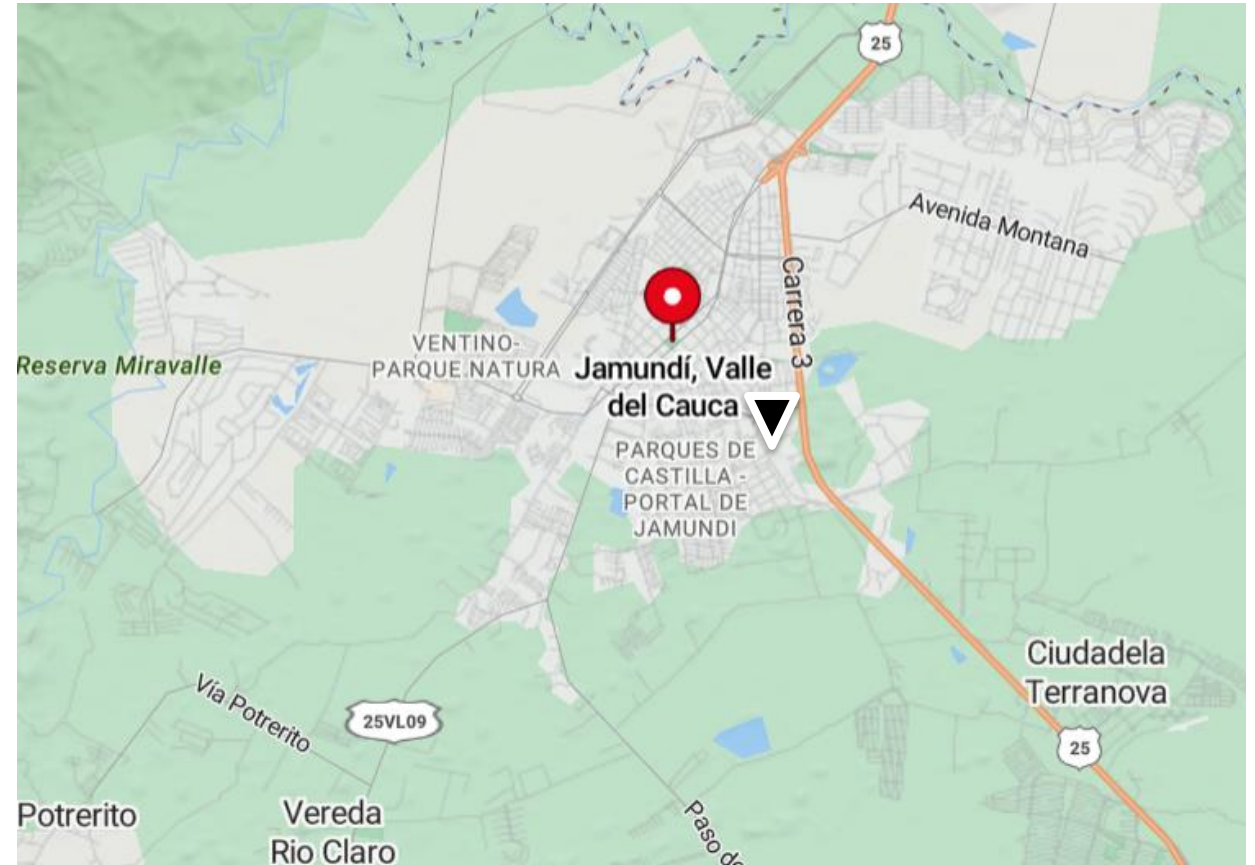 25
Avenida Montana
Carrera 3
VENTINO-
PARQUE NATURA
Reserva Miravalle
Jamundí, Valle
del Cauca
PARQUES DE
CASTILLA -
PORTAL DE
JAMUNDI
Ciudadela
Terranova
Vía Potrerito
25VL09
25
Potrerito
Vereda
Rio Claro
Paso de